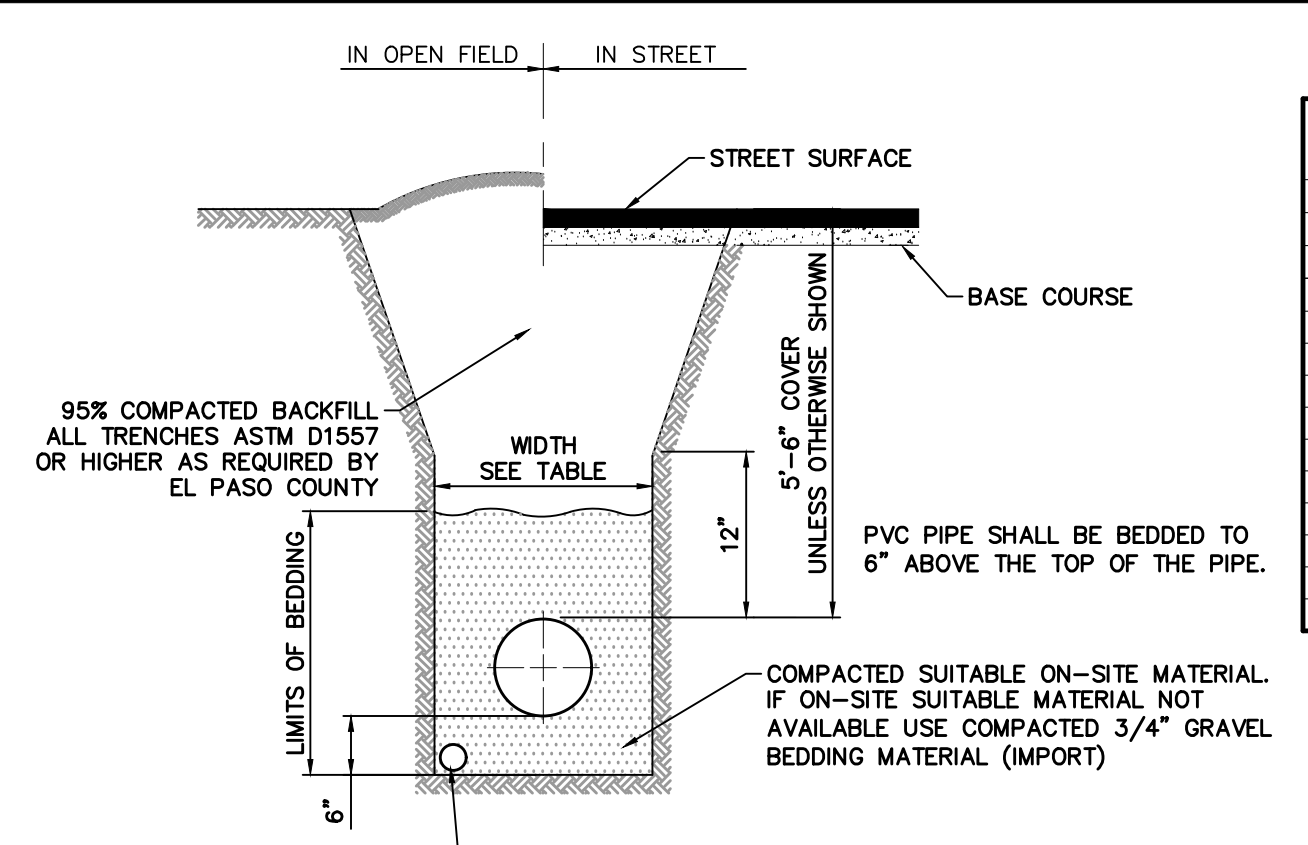 IN OPEN FIELD
IN STREET
STREET SURFACE
BASE COURSE
5'-6" COVER
UNLESS OTHERWISE SHOWN
95% COMPACTED BACKFILL
ALL TRENCHES ASTM D1557
OR HIGHER AS REQUIRED BY
EL PASO COUNTY
WIDTH
SEE TABLE
12"
PVC PIPE SHALL BE BEDDED TO
6" ABOVE THE TOP OF THE PIPE.
LIMITS OF BEDDING
COMPACTED SUITABLE ON-SITE MATERIAL.
IF ON-SITE SUITABLE MATERIAL NOT
AVAILABLE USE COMPACTED 3/4" GRAVEL
BEDDING MATERIAL (IMPORT)
6"